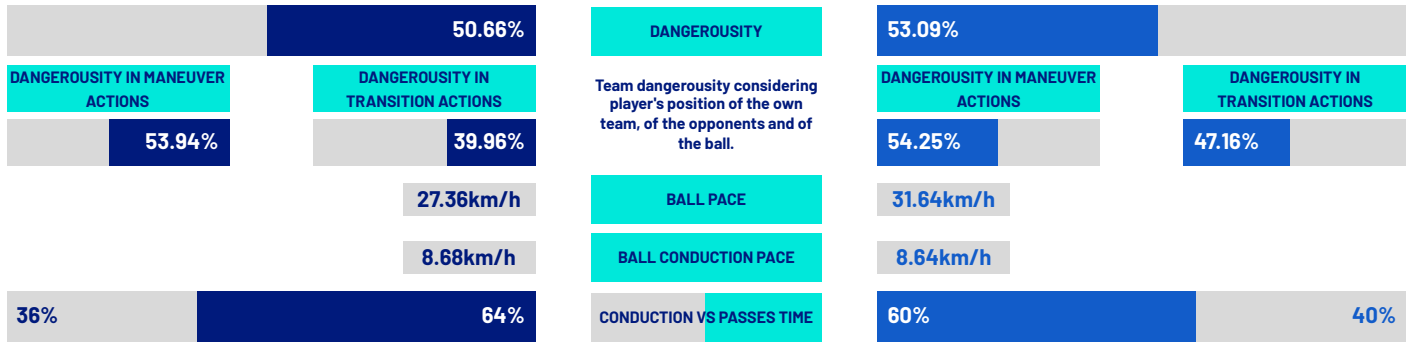 50.66%
DANGEROUSITY
53.09%
DANGEROUSITY IN MANEUVER
ACTIONS
DANGEROUSITY IN
TRANSITION ACTIONS
Team dangerousity considering
player's position of the own
team, of the opponents and of
the ball.
DANGEROUSITY IN MANEUVER
ACTIONS
DANGEROUSITY IN
TRANSITION ACTIONS
53.94%
39.96%
54.25%
47.16%
27.36km/h
BALL PACE
31.64km/h
8.68km/h
BALL CONDUCTION PACE
8.64km/h
36%
64%
CONDUCTION VS PASSES TIME
60%
40%